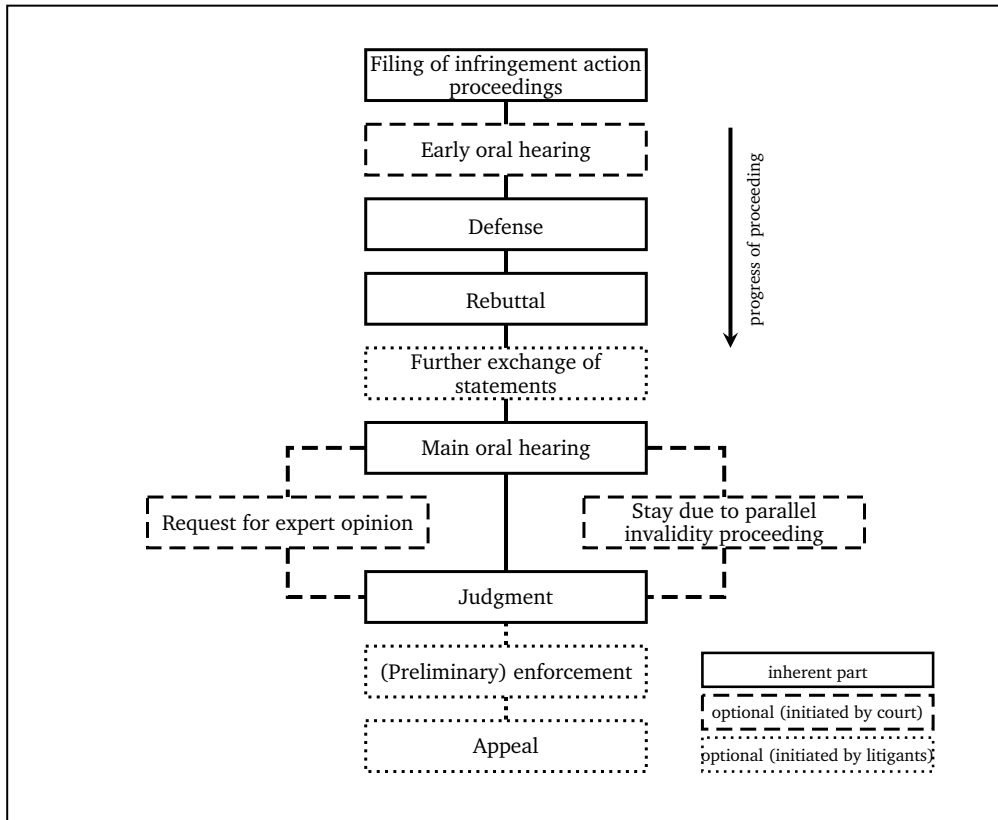 Filing of infringement action
proceedings
Early oral hearing
Defense
progress of proceeding
Rebuttal
Further exchange of
statements
Main oral hearing
Request for expert opinion
Stay due to parallel
invalidity proceeding
Judgment
(Preliminary) enforcement
Appeal
inherent part
optional (initiated by court)
optional (initiated by litigants)